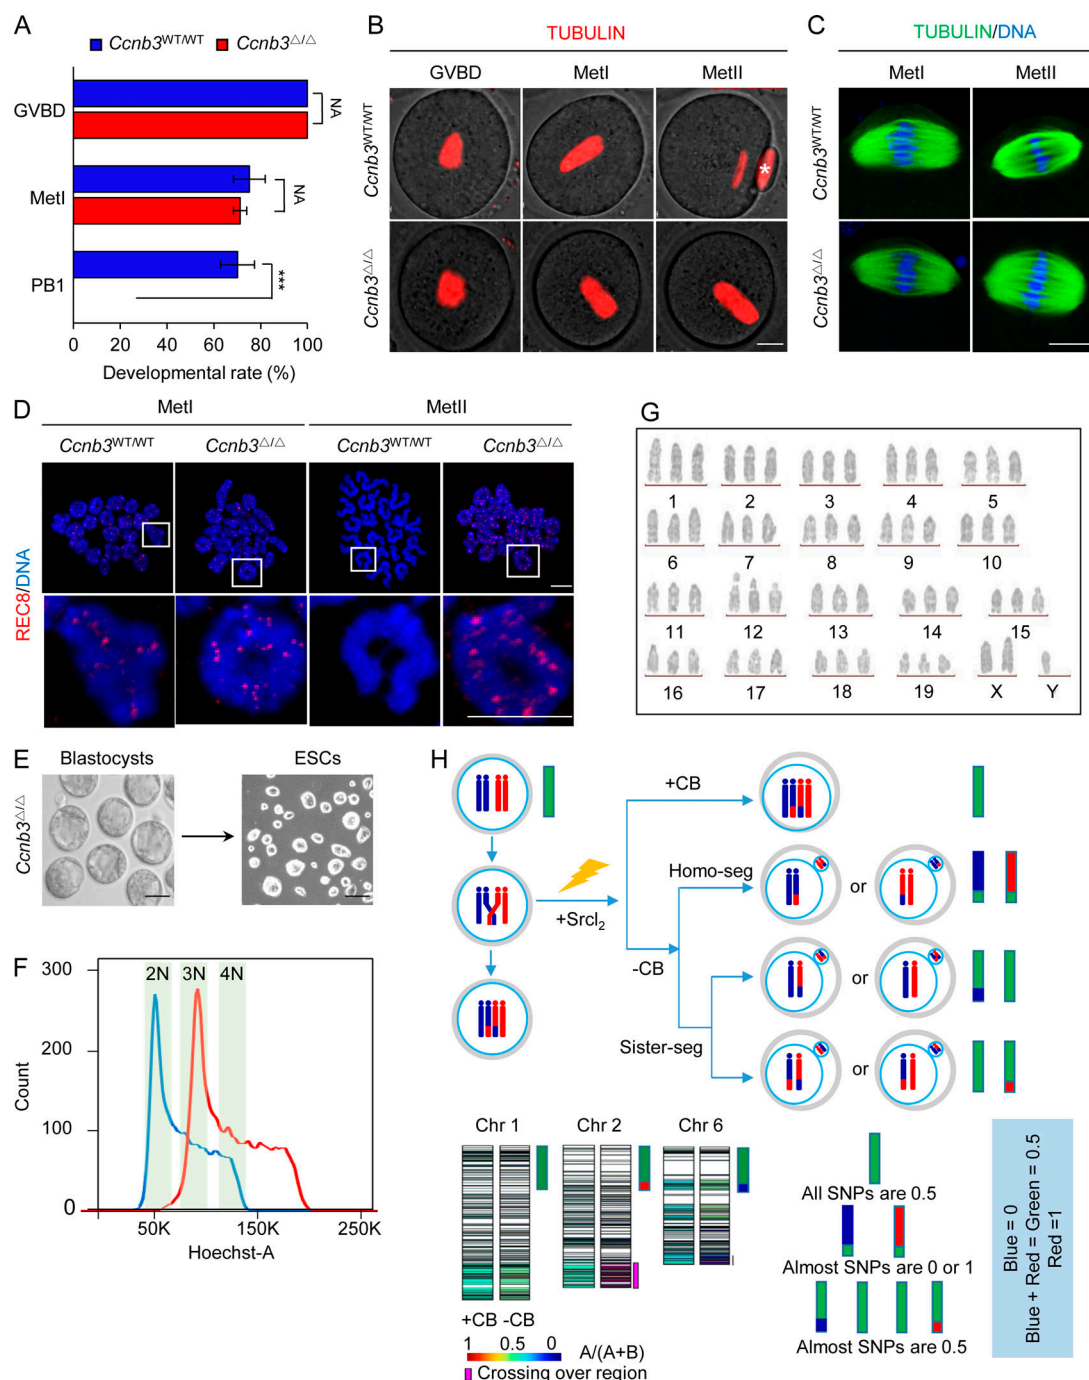 A
Ccnb3WT/WT
Ccnb3△/△
GVBD
NA
MetI
NA
PB1
***
0 20 40 60 80 100
Developmental rate (%)
B
TUBULIN
GVBD MetI MetII
Ccnb3WT/WT
*
Ccnb3△/△
C
TUBULIN/DNA
MetI MetII
Ccnb3WT/WT
Ccnb3△/△
D
MetI MetII
Ccnb3WT/WT Ccnb3△/△ Ccnb3WT/WT Ccnb3△/△
REC8/DNA
G
1 2 3 4 5
6 7 8 9 10
11 12 13 14 15
16 17 18 19 X Y
E
Blastocysts ESCs
Ccnb3△/△
F
300
200
100
0
Count
2N 3N 4N
50K 150K 250K
Hoechst-A
H
+CB
Homo-seg
or
+Srcl2
-CB
or
Sister-seg
or
Chr 1 Chr 2 Chr 6
+CB -CB
1 0.5 0 A/(A+B)
Crossing over region
All SNPs are 0.5
Almost SNPs are 0 or 1
Almost SNPs are 0.5
Blue = 0
Blue + Red = Green = 0.5
Red =1